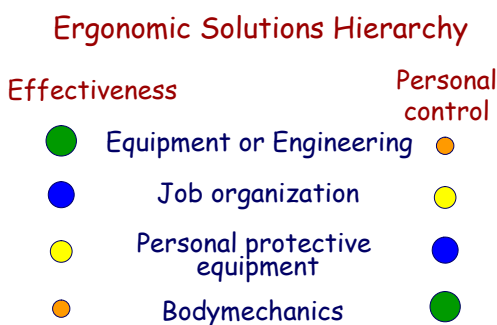 Ergonomic Solutions Hierarchy
Effectiveness
Personal
control
Equipment or Engineering
Job organization
Personal protective
equipment
Bodymechanics